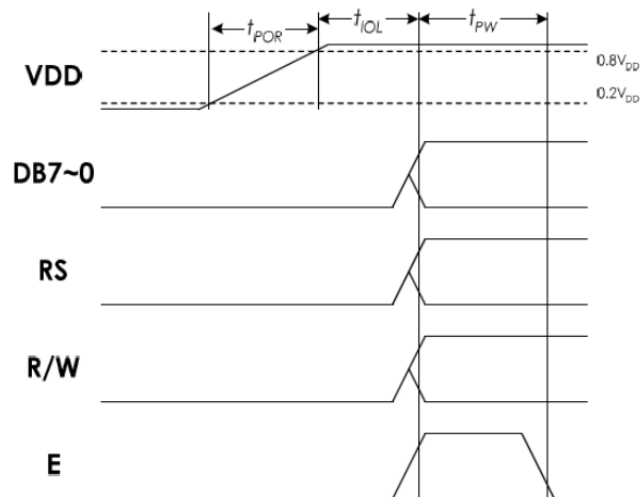 tPOR tIOL tPW
VDD
0.8VDD
0.2VDD
DB7~0
RS
R/W
E